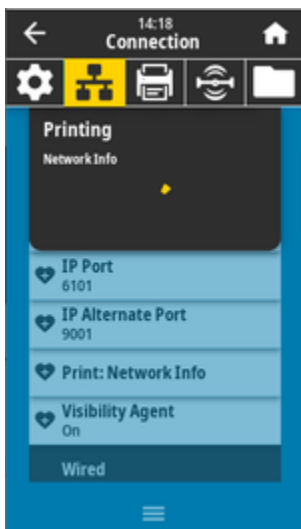 14:18
Connection
Printing
Network Info
IP Port
6101
IP Alternate Port
9001
Print: Network Info
Visibility Agent
On
Wired